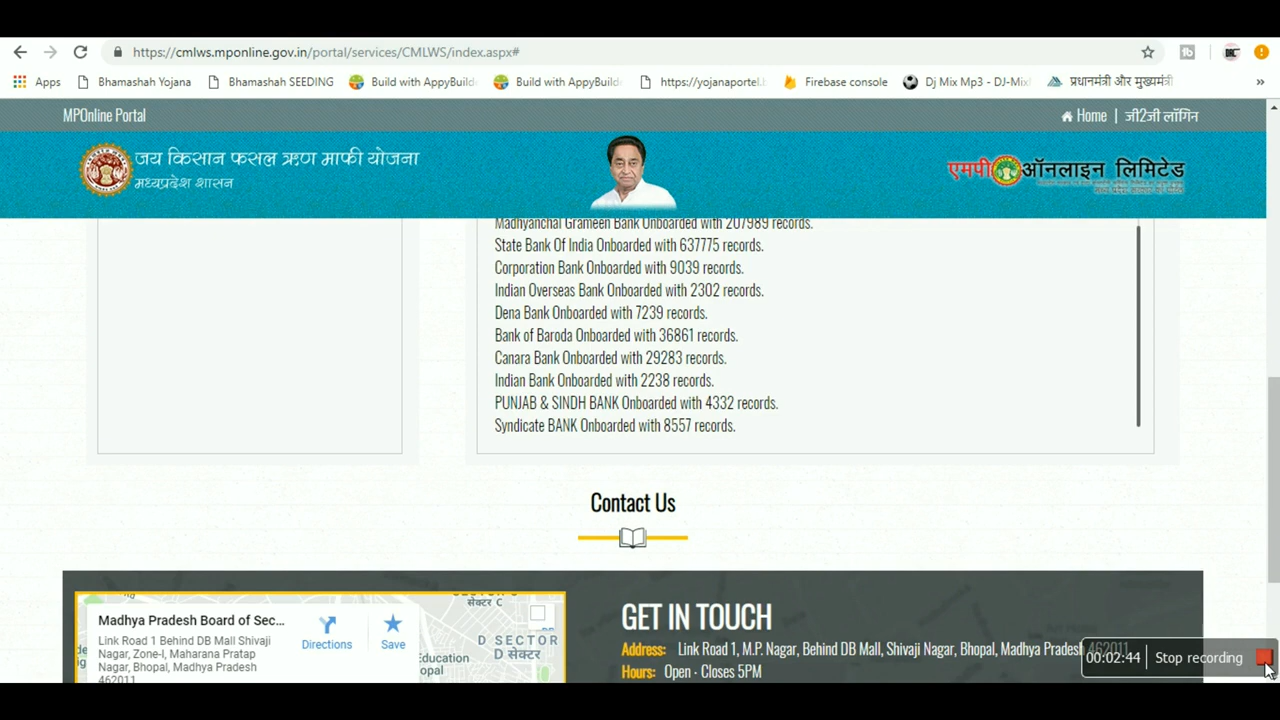 https://cmlws.mponline.gov.in/portal/services/CMLWS/index.aspx#
Apps Bhamashah Yojana Bhamashah SEEDING Build with AppyBuild Build with AppyBuild https://yojanaportel. Firebase console Dj Mix Mp3 - DJ-Mix प्रधानमंत्री और मुख्यमंत्री »
MPOnline Portal Home | जी2जी लॉगिन
जय किसान फसल ऋण माफी योजना
मध्यप्रदेश शासन
एमपी ऑनलाइन लिमिटेड
Madhyanchal Grameen Bank Onboarded with 207989 records.
State Bank Of India Onboarded with 637775 records.
Corporation Bank Onboarded with 9039 records.
Indian Overseas Bank Onboarded with 2302 records.
Dena Bank Onboarded with 7239 records.
Bank of Baroda Onboarded with 36861 records.
Canara Bank Onboarded with 29283 records.
Indian Bank Onboarded with 2238 records.
PUNJAB & SINDH BANK Onboarded with 4332 records.
Syndicate BANK Onboarded with 8557 records.
Contact Us
सेक्टर C
Madhya Pradesh Board of Sec...
Link Road 1 Behind DB Mall Shivaji
Nagar, Zone-I, Maharana Pratap
Nagar, Bhopal, Madhya Pradesh
462011
Directions
Save
D SECTOR
D सेक्टर
Education
opal
GET IN TOUCH
Address: Link Road 1, M.P. Nagar, Behind DB Mall, Shivaji Nagar, Bhopal, Madhya Pradesh 462011
Hours: Open · Closes 5PM
00:02:44 Stop recording